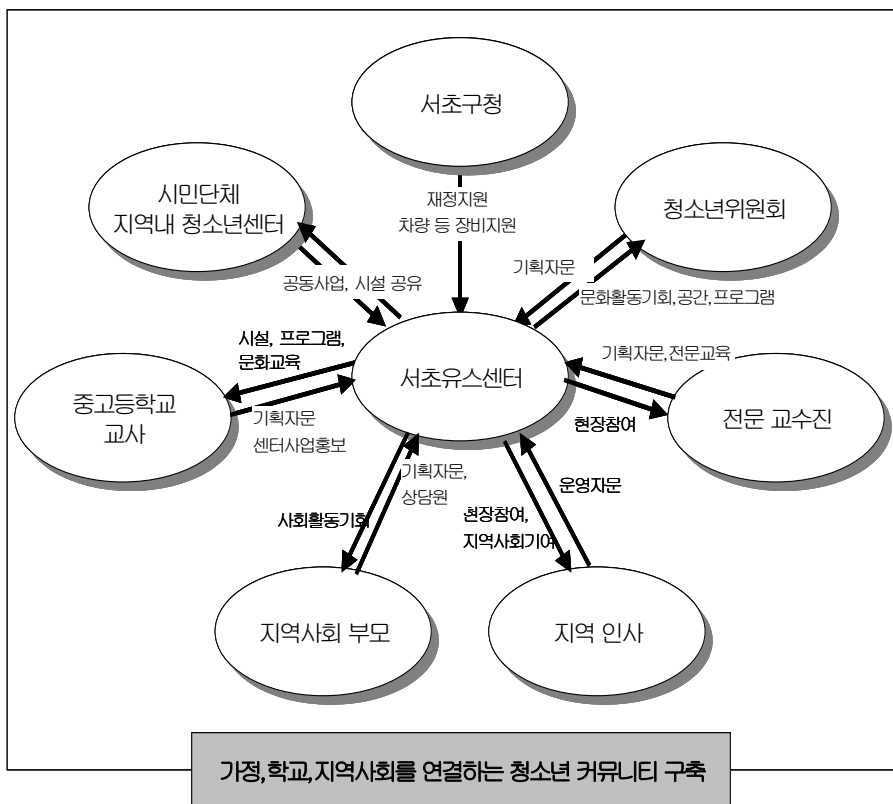 서초구청
시민단체
지역내 청소년센터
재정지원
차량 등 장비지원
청소년위원회
기획자문
공동사업, 시설 공유
문화활동기회,공간,프로그램
시설, 프로그램,
문화교육
서초유스센터
기획자문,전문교육
중고등학교
교사
기획자문
센터사업홍보
현장참여
전문 교수진
기획자문,
상담원
운영자문
사회활동기회
현장참여,
지역사회기여
지역사회 부모
지역 인사
가정,학교,지역사회를 연결하는 청소년 커뮤니티 구축